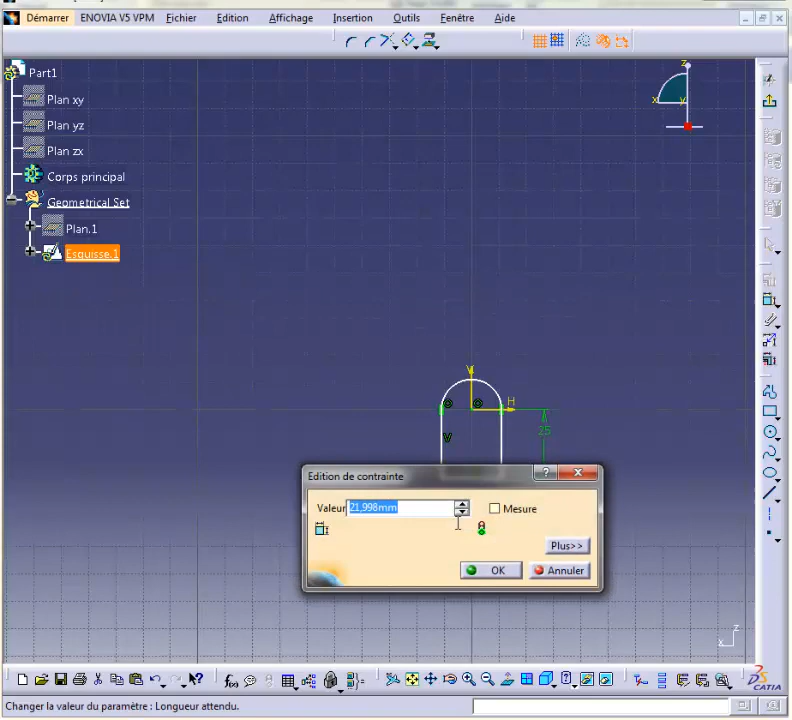 Démarrer ENOVIA V5 VPM Fichier Edition Affichage Insertion Outils Fenêtre Aide
Part1
Plan xy
Plan yz
Plan zx
Corps principal
Geometrical Set
Plan.1
Esquisse.1
z
x y
V
H
25
V
Edition de contrainte
Valeur 21,998mm Mesure
Plus>>
OK Annuler
z
x
CATIA
Changer la valeur du paramètre : Longueur attendu.